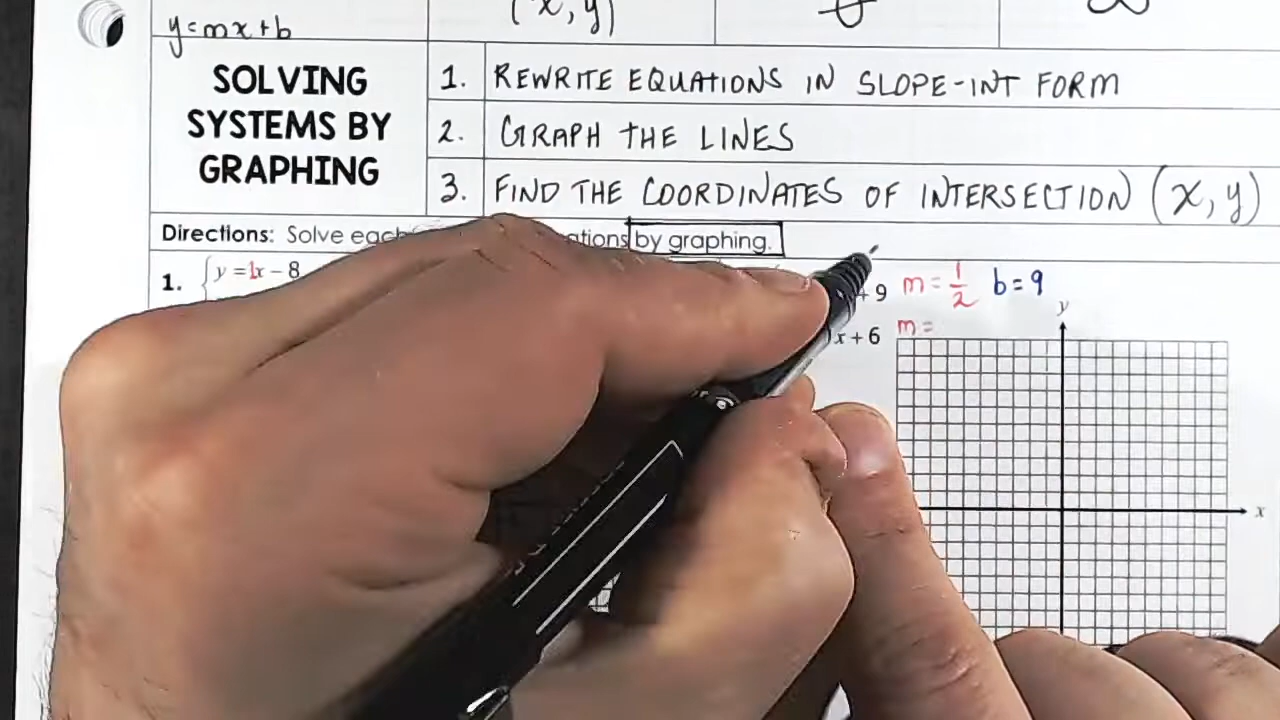 y=mx+b
(x,y)
SOLVING
SYSTEMS BY
GRAPHING
1. REWRITE EQUATIONS IN SLOPE-INT FORM
2. GRAPH THE LINES
3. FIND THE COORDINATES OF INTERSECTION (x,y)
Directions: Solve each by graphing.
1. y = 1x - 8
+ 9 m = 1/2 b = 9
x + 6 m =
y
x